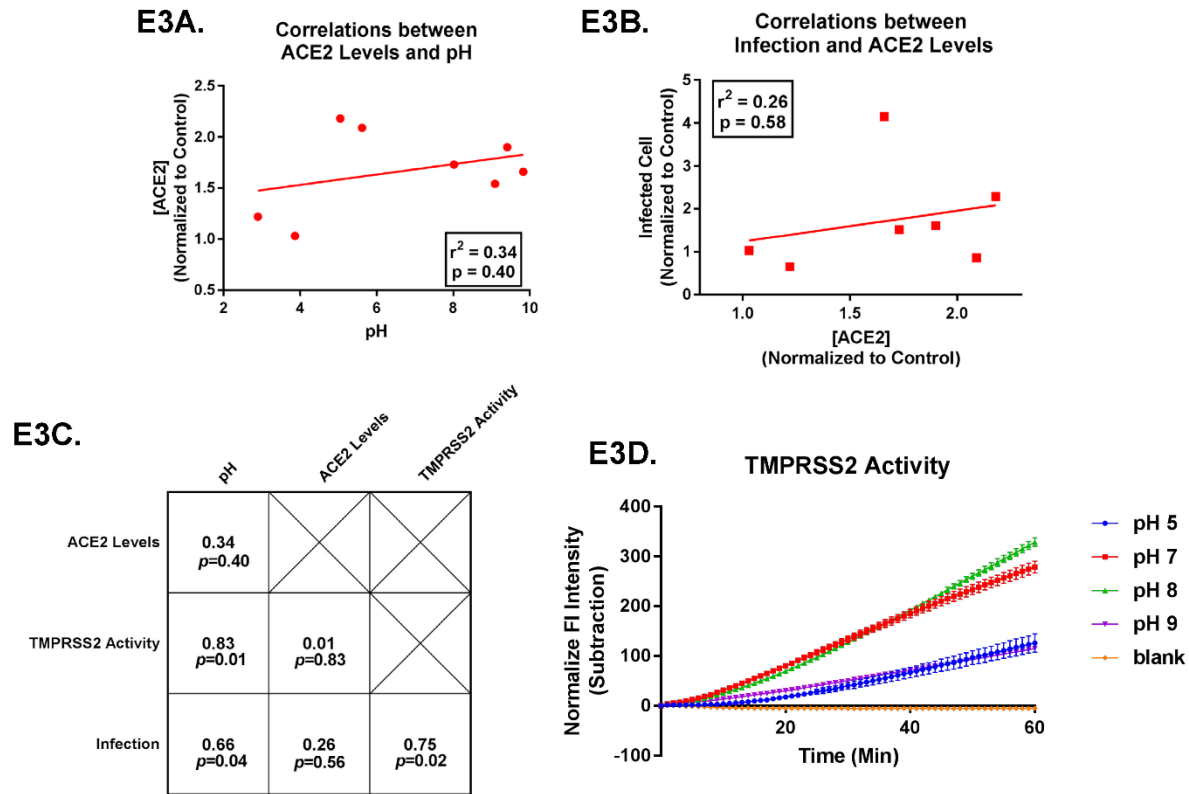 E3A.
Correlations between
ACE2 Levels and pH
[ACE2]
(Normalized to Control)
2.5
2.0
1.5
1.0
0.5
r² = 0.34
p = 0.40
2 4 6 8 10
pH
E3B.
Correlations between
Infection and ACE2 Levels
Infected Cell
(Normalized to Control)
5
4
3
2
1
0
r² = 0.26
p = 0.58
1.0 1.5 2.0
[ACE2]
(Normalized to Control)
E3C.
pH ACE2 Levels TMPRSS2 Activity
ACE2 Levels
0.34
p=0.40
TMPRSS2 Activity
0.83 0.01
p=0.01 p=0.83
Infection
0.66 0.26 0.75
p=0.04 p=0.56 p=0.02
E3D.
TMPRSS2 Activity
Normalize FI Intensity
(Subtraction)
400
300
200
100
0
-100
20 40 60
Time (Min)
pH 5
pH 7
pH 8
pH 9
blank